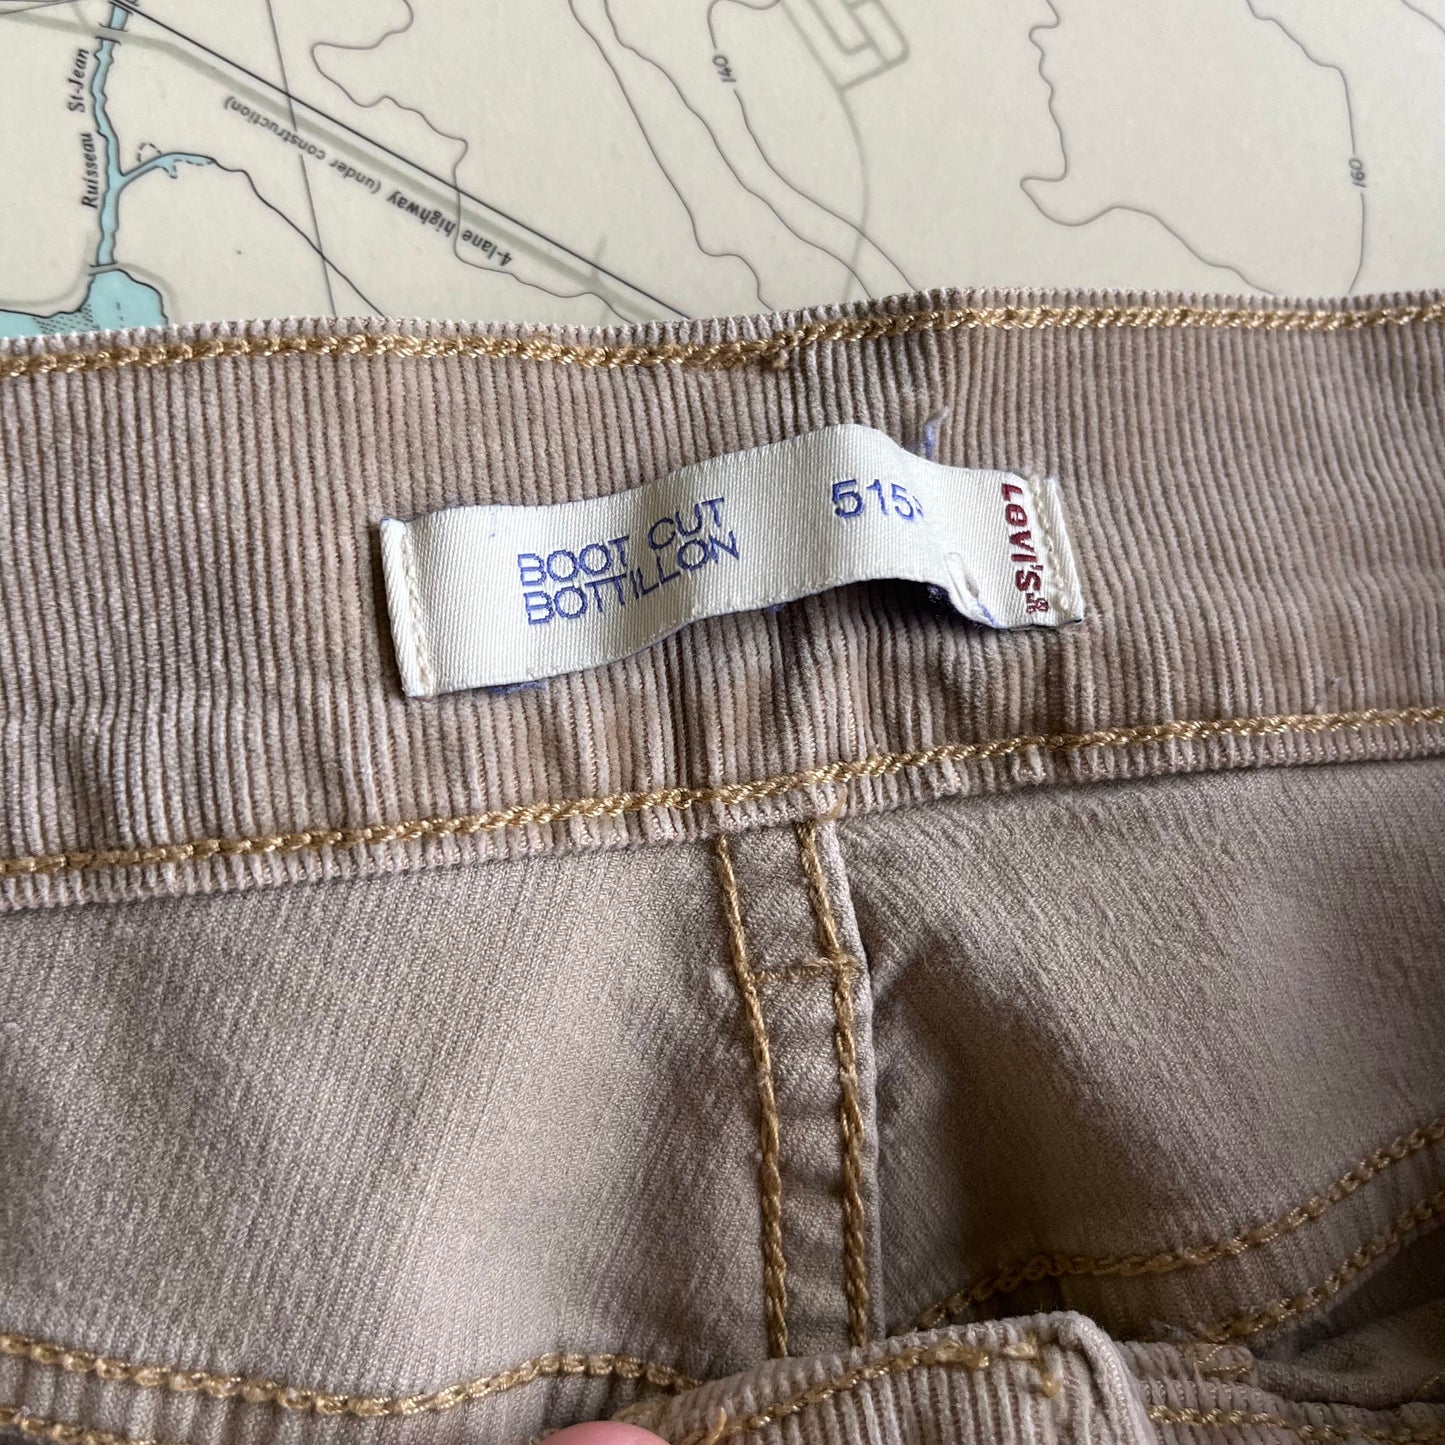 Ruisseau St-Jean
4-lane highway (under construction)
140
160
BOOT CUT
BOTTILLON
515
LEVI'S®